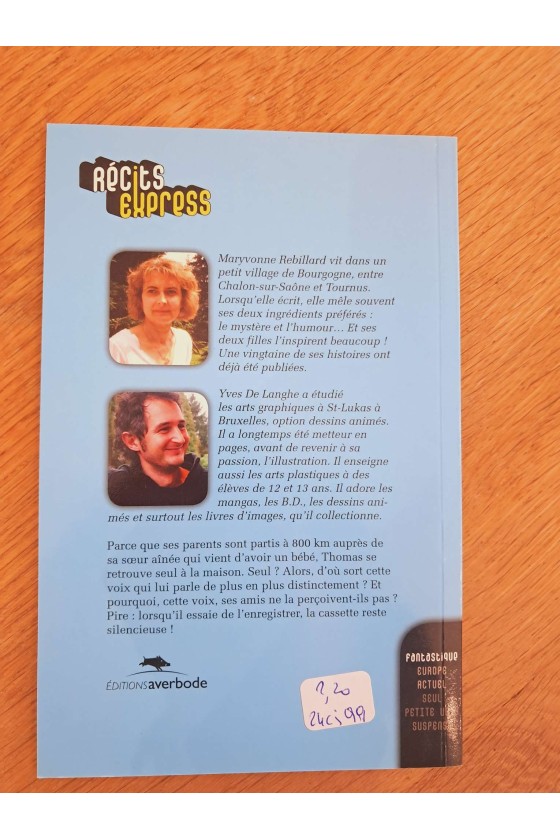 Récits
express
Maryvonne Rebillard vit dans un
petit village de Bourgogne, entre
Chalon-sur-Saône et Tournus.
Lorsqu'elle écrit, elle mêle souvent
ses deux ingrédients préférés :
le mystère et l'humour... Et ses
deux filles l'inspirent beaucoup !
Une vingtaine de ses histoires ont
déjà été publiées.
Yves De Langhe a étudié
les arts graphiques à St-Lukas à
Bruxelles, option dessins animés.
Il a longtemps été metteur en
pages, avant de revenir à sa
passion, l'illustration. Il enseigne
aussi les arts plastiques à des
élèves de 12 et 13 ans. Il adore les
mangas, les B.D., les dessins ani-
més et surtout les livres d'images, qu'il collectionne.
Parce que ses parents sont partis à 800 km auprès de
sa sœur aînée qui vient d'avoir un bébé, Thomas se
retrouve seul à la maison. Seul ? Alors, d'où sort cette
voix qui lui parle de plus en plus distinctement ? Et
pourquoi, cette voix, ses amis ne la perçoivent-ils pas ?
Pire : lorsqu'il essaie de l'enregistrer, la cassette reste
silencieuse !
ÉDITIONS averbode
fantastique
EUROPE
ACTUEL
SEUL
PETITE
SUSPENS